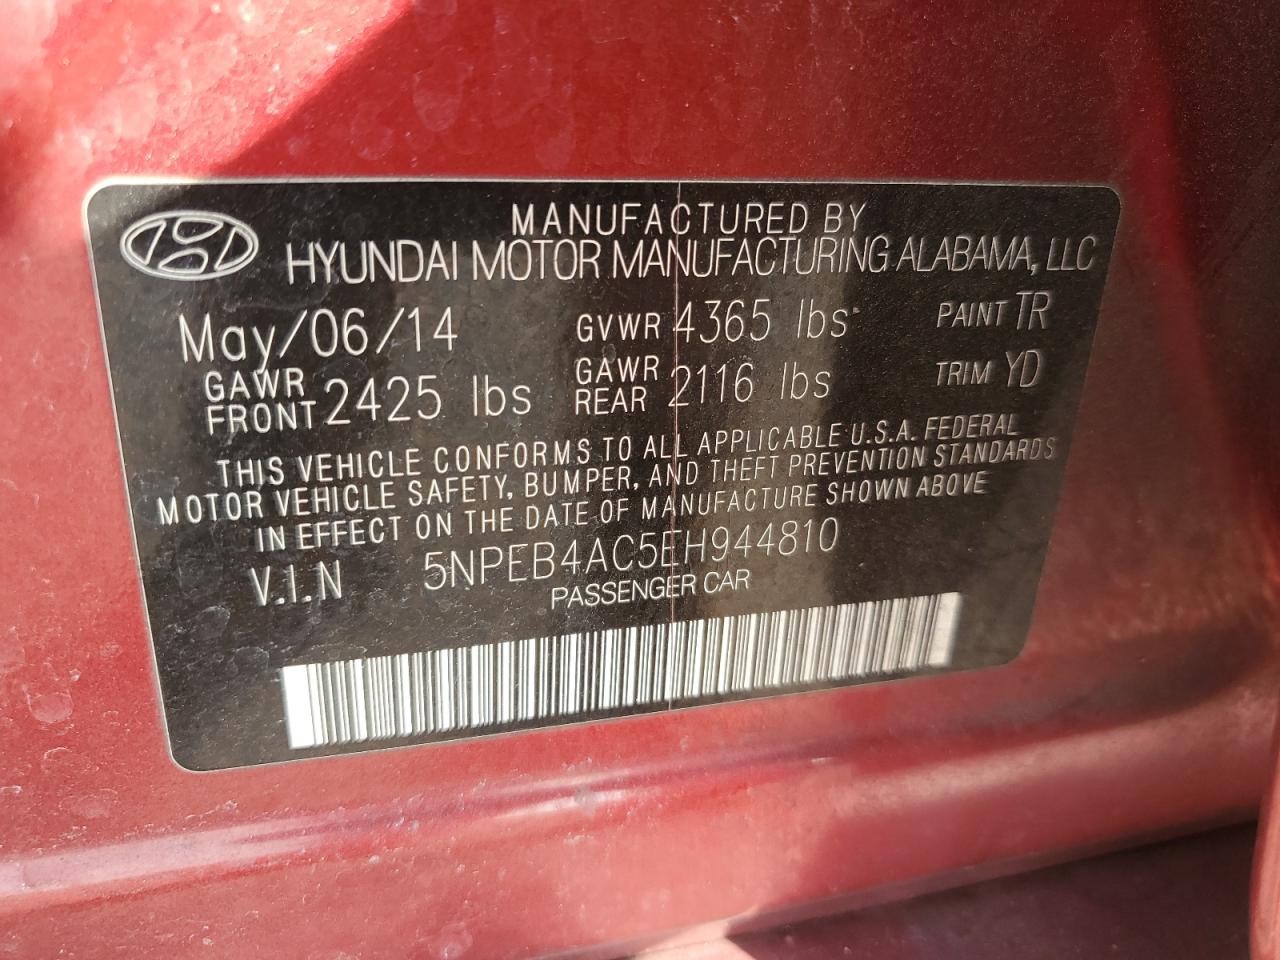 MANUFACTURED BY
HYUNDAI MOTOR MANUFACTURING ALABAMA, LLC
May/06/14 GVWR 4365 lbs PAINT TR
GAWR FRONT 2425 lbs GAWR REAR 2116 lbs TRIM YD
THIS VEHICLE CONFORMS TO ALL APPLICABLE U.S.A. FEDERAL
MOTOR VEHICLE SAFETY, BUMPER, AND THEFT PREVENTION STANDARDS
IN EFFECT ON THE DATE OF MANUFACTURE SHOWN ABOVE
V.I.N 5NPEB4AC5EH944810
PASSENGER CAR